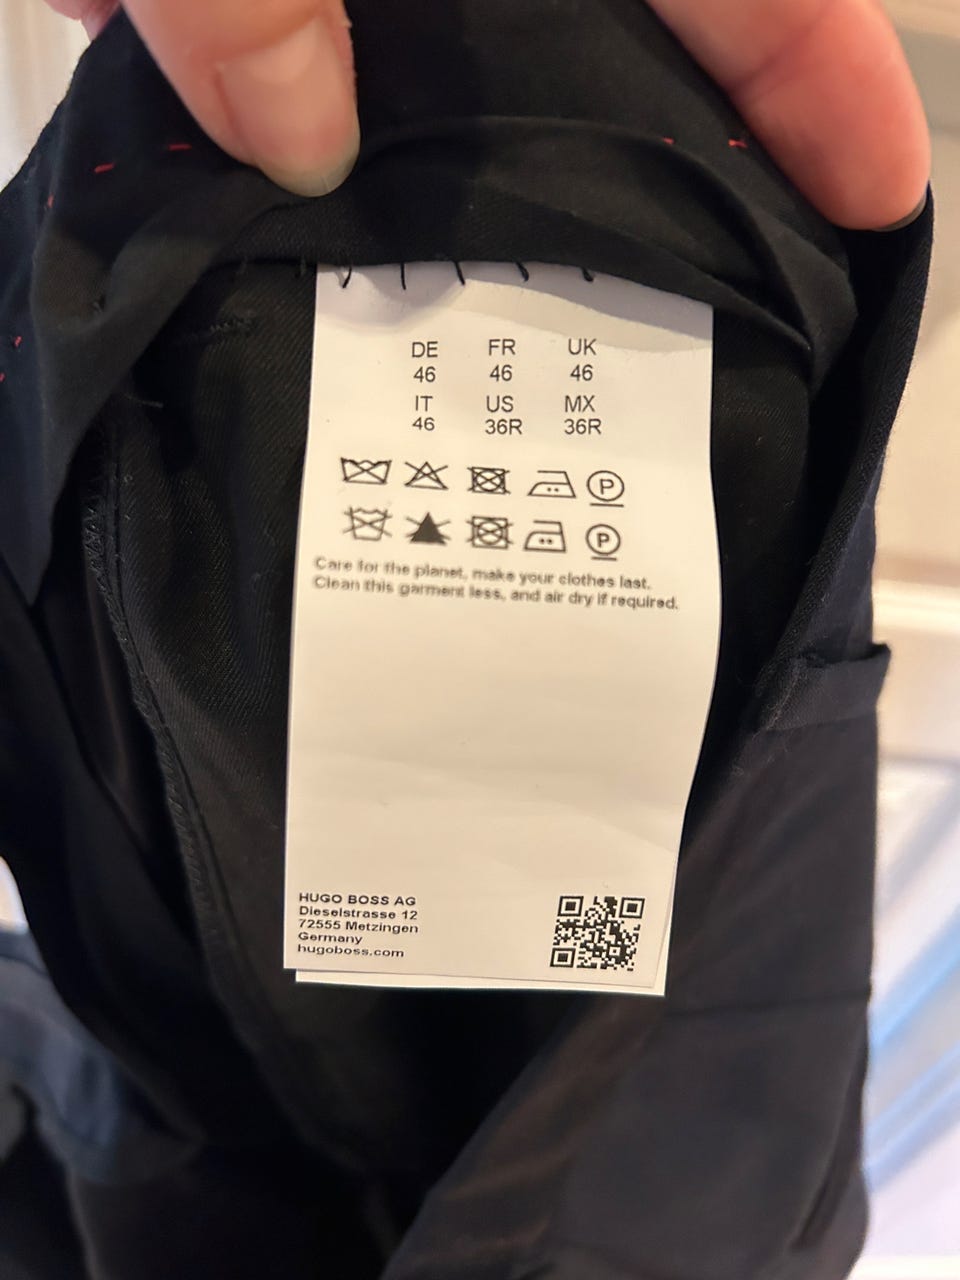 DE FR UK
46 46 46
IT US MX
46 36R 36R
P
P
Care for the planet, make your clothes last.
Clean this garment less, and air dry if required.
HUGO BOSS AG
Dieselstrasse 12
72555 Metzingen
Germany
hugoboss.com